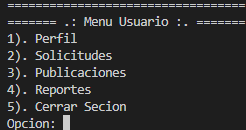 ==================================
======= .: Menu Usuario :. =======
1). Perfil
2). Solicitudes
3). Publicaciones
4). Reportes
5). Cerrar Secion
Opcion: